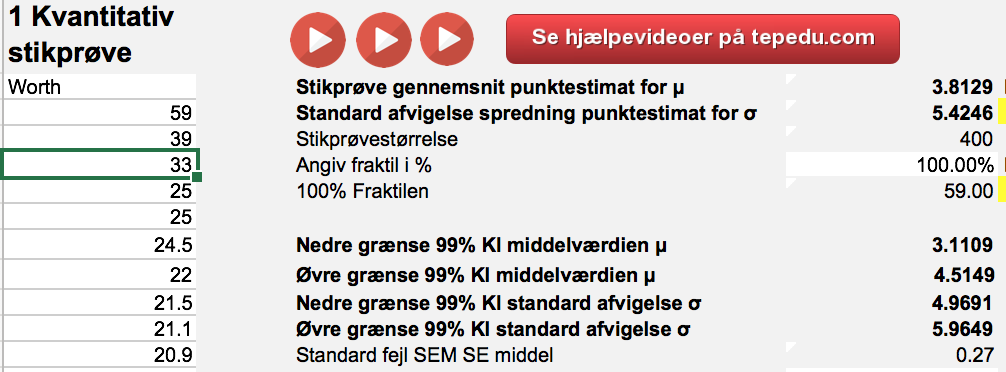 1 Kvantitativ
stikprøve
Se hjælpevideoer på tepedu.com
Worth
Stikprøve gennemsnit punktestimat for µ 3.8129
59 Standard afvigelse spredning punktestimat for σ 5.4246
39 Stikprøvestørrelse 400
33 Angiv fraktil i % 100.00%
25 100% Fraktilen 59.00
25
24.5 Nedre grænse 99% KI middelværdien µ 3.1109
22 Øvre grænse 99% KI middelværdien µ 4.5149
21.5 Nedre grænse 99% KI standard afvigelse σ 4.9691
21.1 Øvre grænse 99% KI standard afvigelse σ 5.9649
20.9 Standard fejl SEM SE middel 0.27